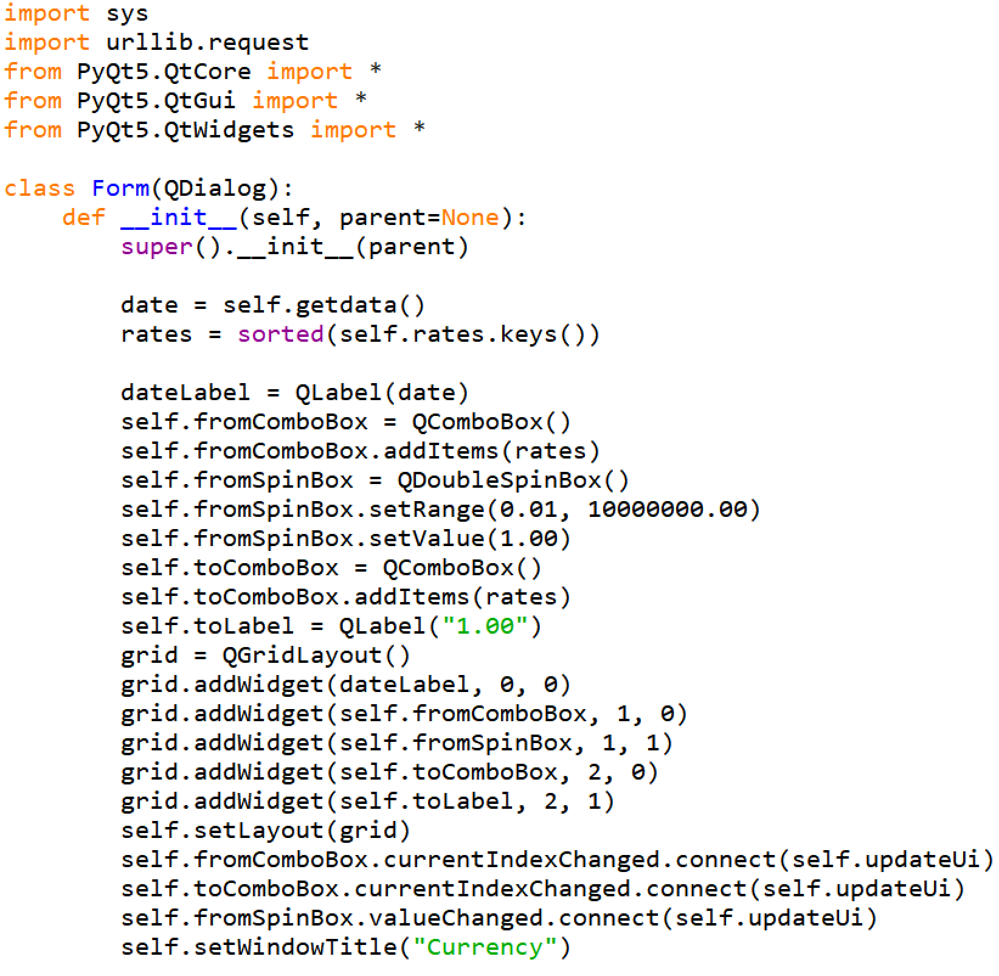 import sys
import urllib.request
from PyQt5.QtCore import *
from PyQt5.QtGui import *
from PyQt5.QtWidgets import *

class Form(QDialog):
    def __init__(self, parent=None):
        super().__init__(parent)

        date = self.getdata()
        rates = sorted(self.rates.keys())

        dateLabel = QLabel(date)
        self.fromComboBox = QComboBox()
        self.fromComboBox.addItems(rates)
        self.fromSpinBox = QDoubleSpinBox()
        self.fromSpinBox.setRange(0.01, 10000000.00)
        self.fromSpinBox.setValue(1.00)
        self.toComboBox = QComboBox()
        self.toComboBox.addItems(rates)
        self.toLabel = QLabel("1.00")
        grid = QGridLayout()
        grid.addWidget(dateLabel, 0, 0)
        grid.addWidget(self.fromComboBox, 1, 0)
        grid.addWidget(self.fromSpinBox, 1, 1)
        grid.addWidget(self.toComboBox, 2, 0)
        grid.addWidget(self.toLabel, 2, 1)
        self.setLayout(grid)
        self.fromComboBox.currentIndexChanged.connect(self.updateUi)
        self.toComboBox.currentIndexChanged.connect(self.updateUi)
        self.fromSpinBox.valueChanged.connect(self.updateUi)
        self.setWindowTitle("Currency")